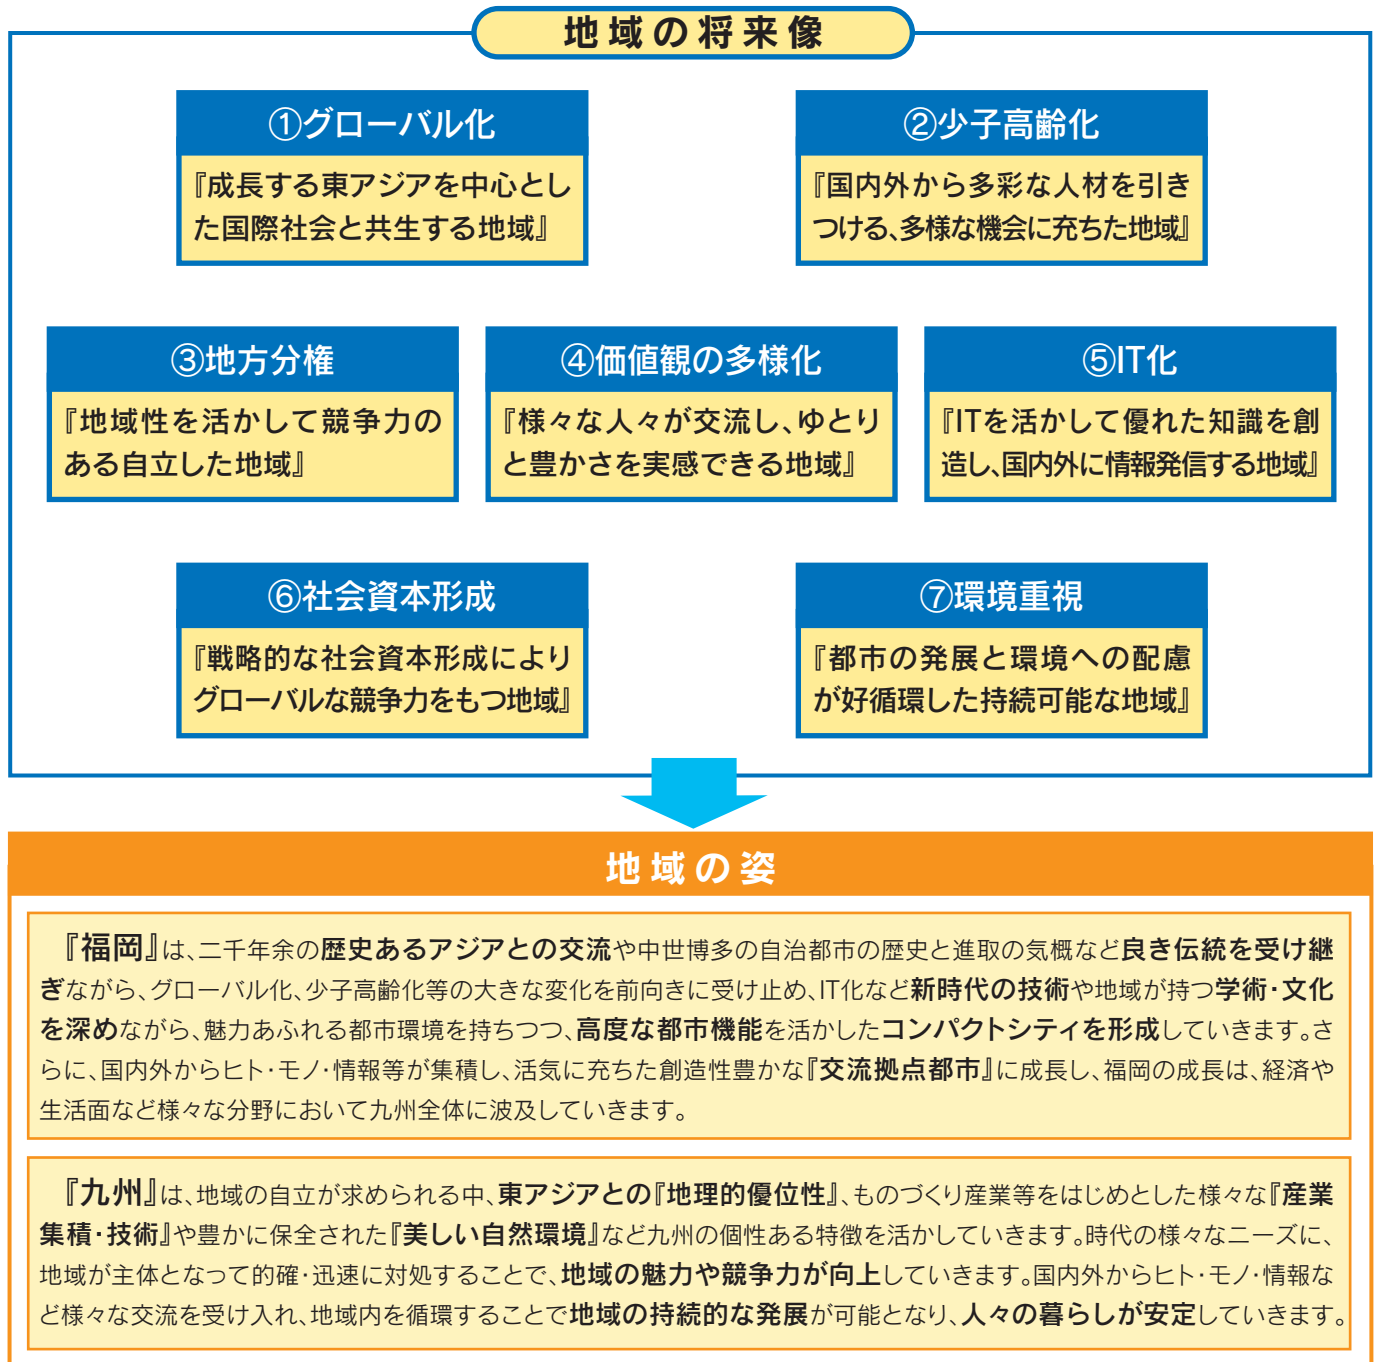 地域の将来像
①グローバル化
『成長する東アジアを中心とし
た国際社会と共生する地域』
②少子高齢化
『国内外から多彩な人材を引き
つける、多様な機会に充ちた地域』
③地方分権
『地域性を活かして競争力の
ある自立した地域』
④価値観の多様化
『様々な人々が交流し、ゆとり
と豊かさを実感できる地域』
⑤IT化
『ITを活かして優れた知識を創
造し、国内外に情報発信する地域』
⑥社会資本形成
『戦略的な社会資本形成により
グローバルな競争力をもつ地域』
⑦環境重視
『都市の発展と環境への配慮
が好循環した持続可能な地域』
地域の姿
『福岡』は、二千年余の歴史あるアジアとの交流や中世博多の自治都市の歴史と進取の気概など良き伝統を受け継
ぎながら、グローバル化、少子高齢化等の大きな変化を前向きに受け止め、IT化など新時代の技術や地域が持つ学術・文化
を深めながら、魅力あふれる都市環境を持ちつつ、高度な都市機能を活かしたコンパクトシティを形成していきます。さ
らに、国内外からヒト・モノ・情報等が集積し、活気に充ちた創造性豊かな『交流拠点都市』に成長し、福岡の成長は、経済や
生活面など様々な分野において九州全体に波及していきます。
『九州』は、地域の自立が求められる中、東アジアとの『地理的優位性』、ものづくり産業等をはじめとした様々な『産業
集積・技術』や豊かに保全された『美しい自然環境』など九州の個性ある特徴を活かしていきます。時代の様々なニーズに、
地域が主体となって的確・迅速に対処することで、地域の魅力や競争力が向上していきます。国内外からヒト・モノ・情報な
ど様々な交流を受け入れ、地域内を循環することで地域の持続的な発展が可能となり、人々の暮らしが安定していきます。